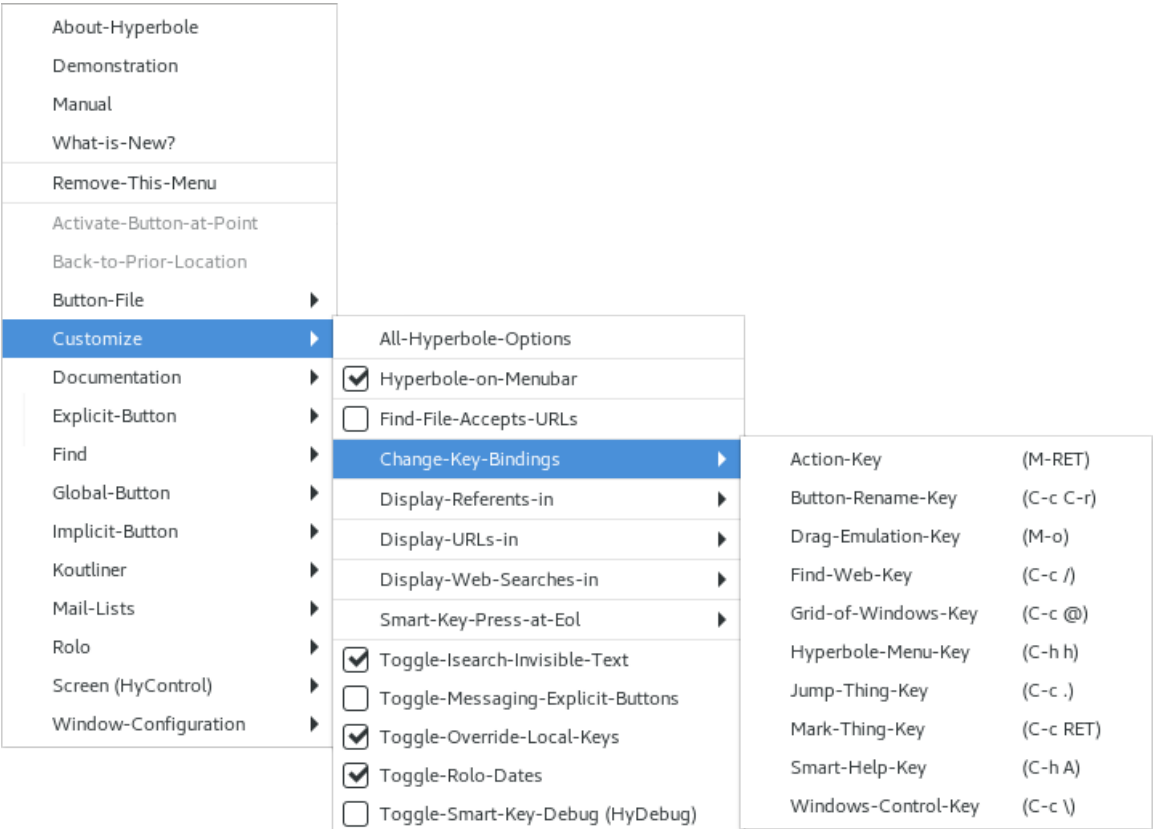 About-Hyperbole
Demonstration
Manual
What-is-New?
Remove-This-Menu
Activate-Button-at-Point
Back-to-Prior-Location
Button-File
Customize
Documentation
Explicit-Button
Find
Global-Button
Implicit-Button
Koutliner
Mail-Lists
Rolo
Screen (HyControl)
Window-Configuration
All-Hyperbole-Options
Hyperbole-on-Menubar
Find-File-Accepts-URLs
Change-Key-Bindings
Display-Referents-in
Display-URLs-in
Display-Web-Searches-in
Smart-Key-Press-at-Eol
Toggle-Isearch-Invisible-Text
Toggle-Messaging-Explicit-Buttons
Toggle-Override-Local-Keys
Toggle-Rolo-Dates
Toggle-Smart-Key-Debug (HyDebug)
Action-Key (M-RET)
Button-Rename-Key (C-c C-r)
Drag-Emulation-Key (M-o)
Find-Web-Key (C-c /)
Grid-of-Windows-Key (C-c @)
Hyperbole-Menu-Key (C-h h)
Jump-Thing-Key (C-c .)
Mark-Thing-Key (C-c RET)
Smart-Help-Key (C-h A)
Windows-Control-Key (C-c \)